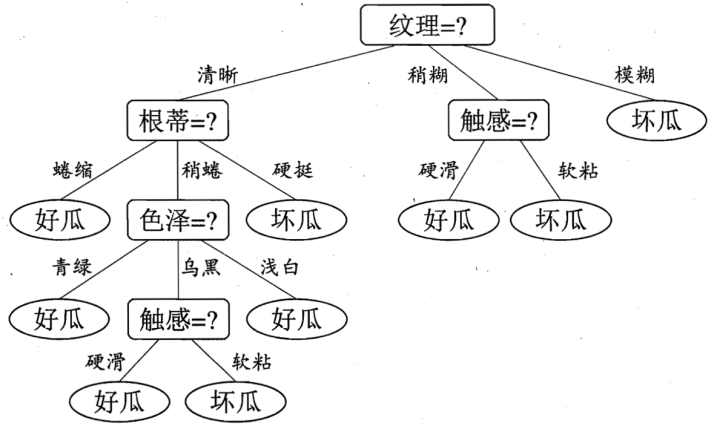 纹理=?
清晰 稍糊 模糊
根蒂=? 触感=? 坏瓜
蜷缩 稍蜷 硬挺 硬滑 软粘
好瓜 色泽=? 坏瓜 好瓜 坏瓜
青绿 乌黑 浅白
好瓜 触感=? 好瓜
硬滑 软粘
好瓜 坏瓜